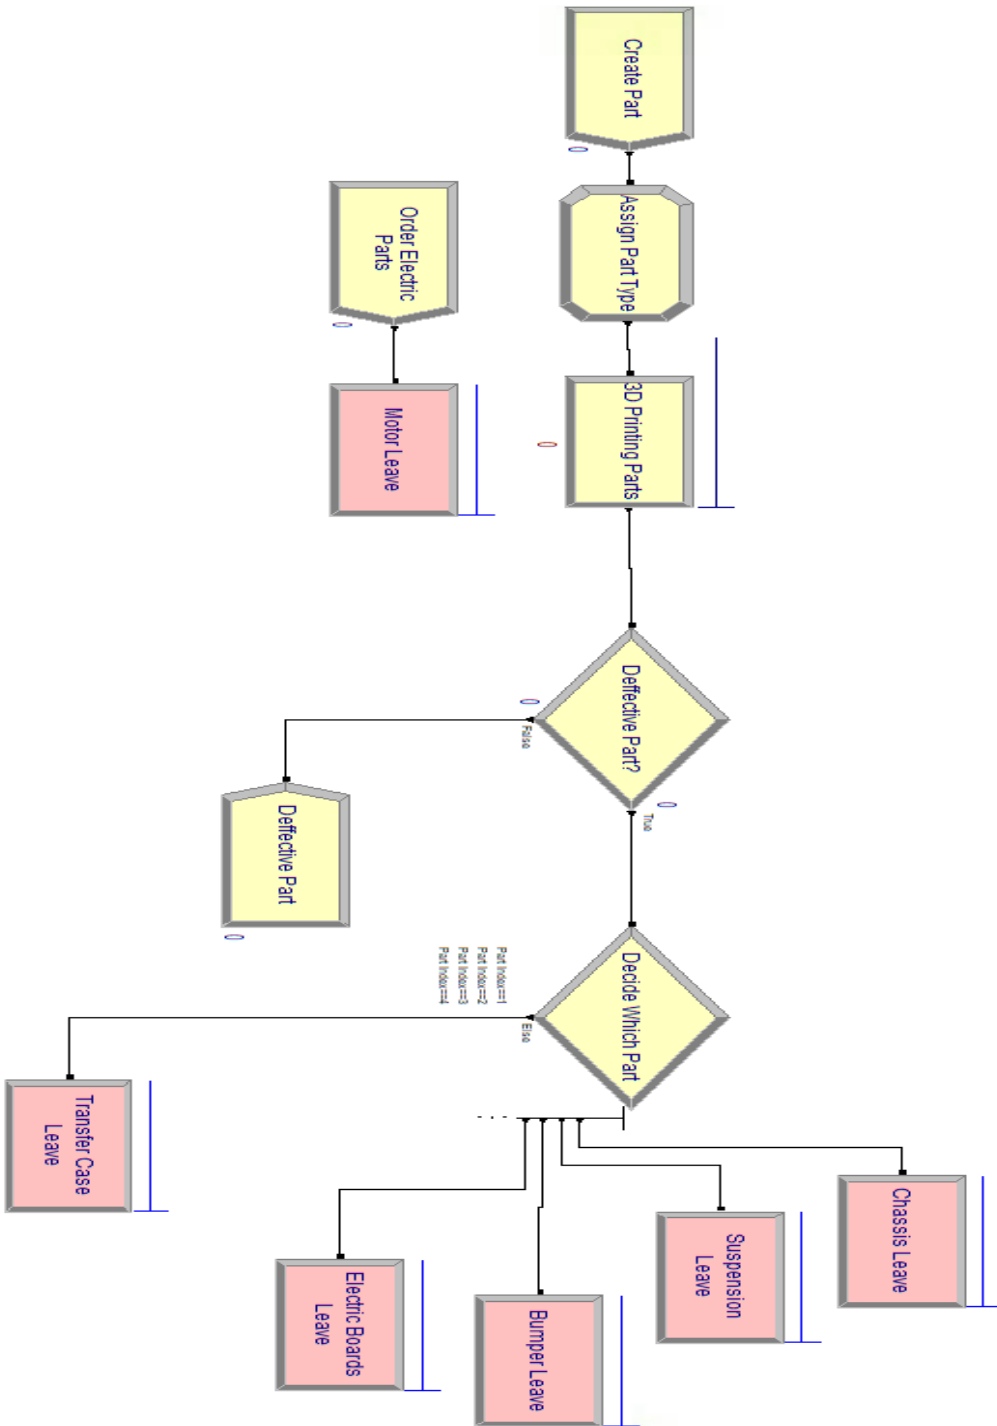 Create Part
Assign Part Type
3D Printing Parts
0
0
Order Electric
Parts
0
Motor Leave
Deffective Part?
0
True
0
False
Deffective Part
0
Decide Which Part
Else
Part Index==1
Part Index==2
Part Index==3
Part Index==4
Chassis Leave
Suspension
Leave
Bumper Leave
Electric Boards
Leave
Transfer Case
Leave